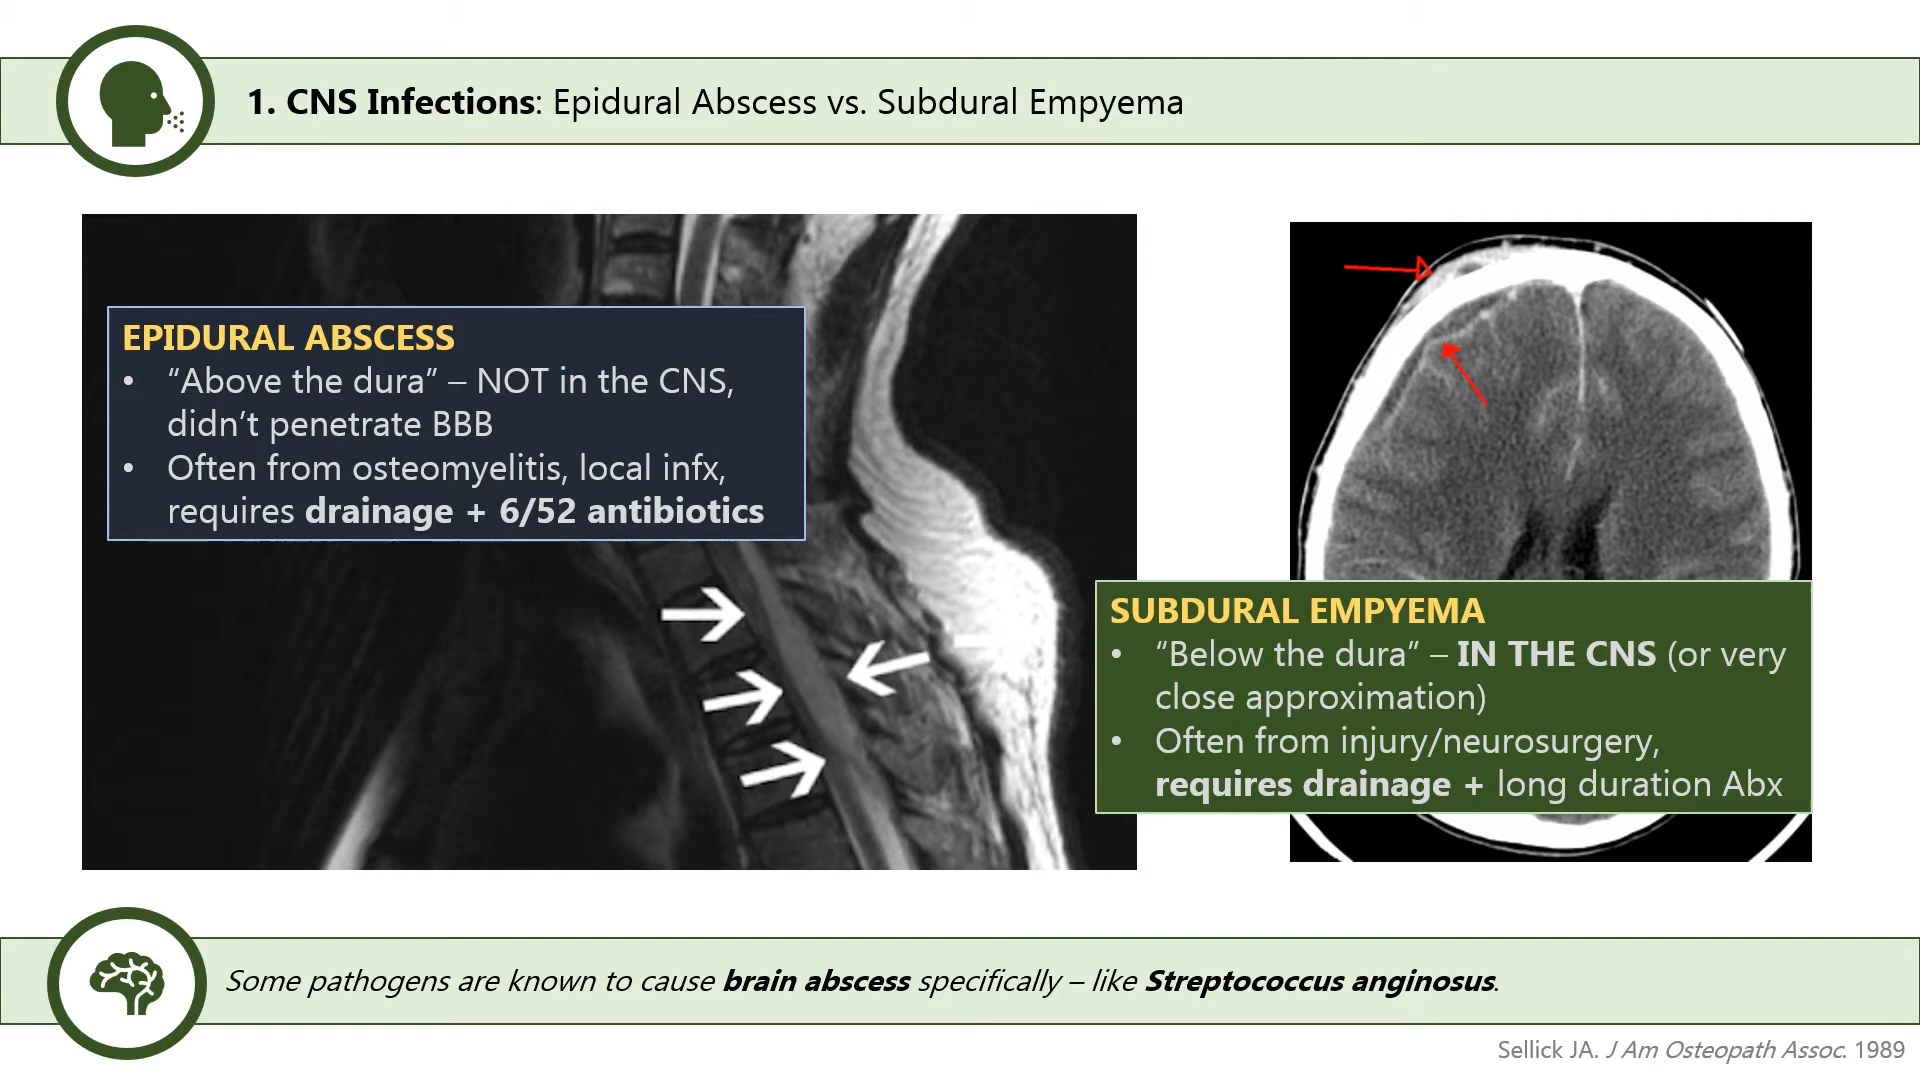 1. CNS Infections: Epidural Abscess vs. Subdural Empyema
EPIDURAL ABSCESS
• “Above the dura” – NOT in the CNS,
didn’t penetrate BBB
• Often from osteomyelitis, local infx,
requires drainage + 6/52 antibiotics
SUBDURAL EMPYEMA
• “Below the dura” – IN THE CNS (or very
close approximation)
• Often from injury/neurosurgery,
requires drainage + long duration Abx
Some pathogens are known to cause brain abscess specifically – like Streptococcus anginosus.
Sellick JA. J Am Osteopath Assoc. 1989